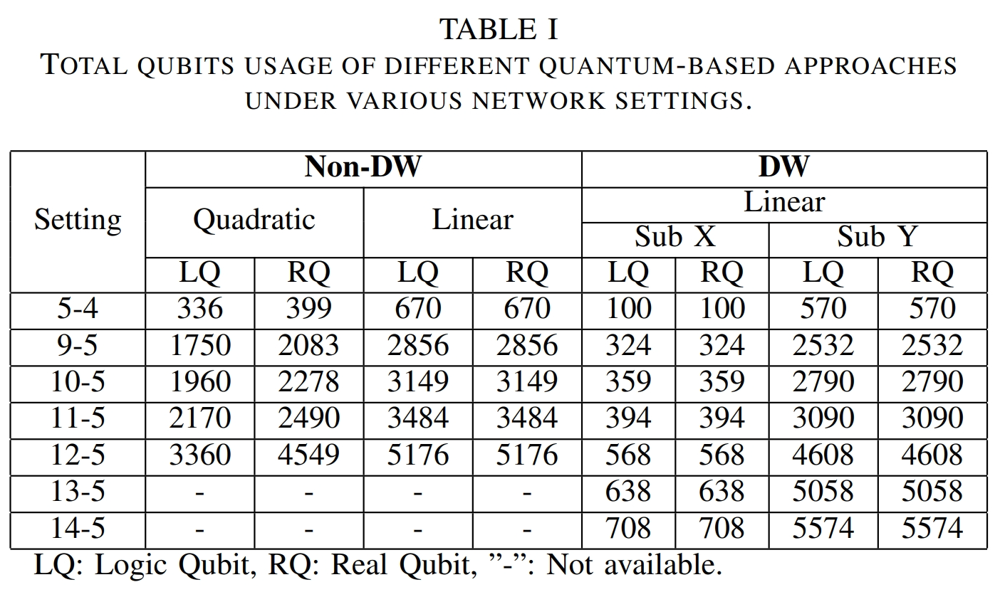 TABLE I
TOTAL QUBITS USAGE OF DIFFERENT QUANTUM-BASED APPROACHES
UNDER VARIOUS NETWORK SETTINGS.
Setting Non-DW DW
Quadratic Linear Linear
Sub X Sub Y
LQ RQ LQ RQ LQ RQ LQ RQ
5-4 336 399 670 670 100 100 570 570
9-5 1750 2083 2856 2856 324 324 2532 2532
10-5 1960 2278 3149 3149 359 359 2790 2790
11-5 2170 2490 3484 3484 394 394 3090 3090
12-5 3360 4549 5176 5176 568 568 4608 4608
13-5 - - - - 638 638 5058 5058
14-5 - - - - 708 708 5574 5574
LQ: Logic Qubit, RQ: Real Qubit, ”-”: Not available.